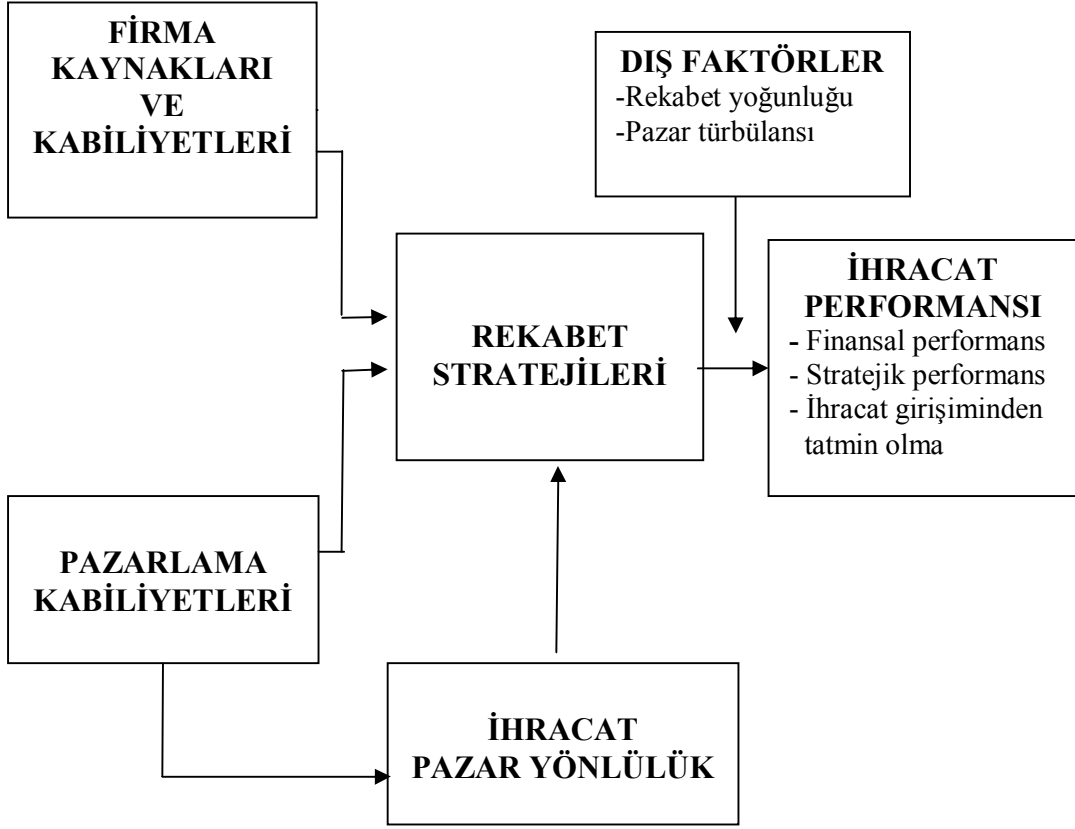 FİRMA
KAYNAKLARI
VE
KABİLİYETLERİ
DIŞ FAKTÖRLER
-Rekabet yoğunluğu
-Pazar türbülansı
REKABET
STRATEJİLERİ
İHRACAT
PERFORMANSI
- Finansal performans
- Stratejik performans
- İhracat girişiminden
tatmin olma
PAZARLAMA
KABİLİYETLERİ
İHRACAT
PAZAR YÖNLÜLÜK